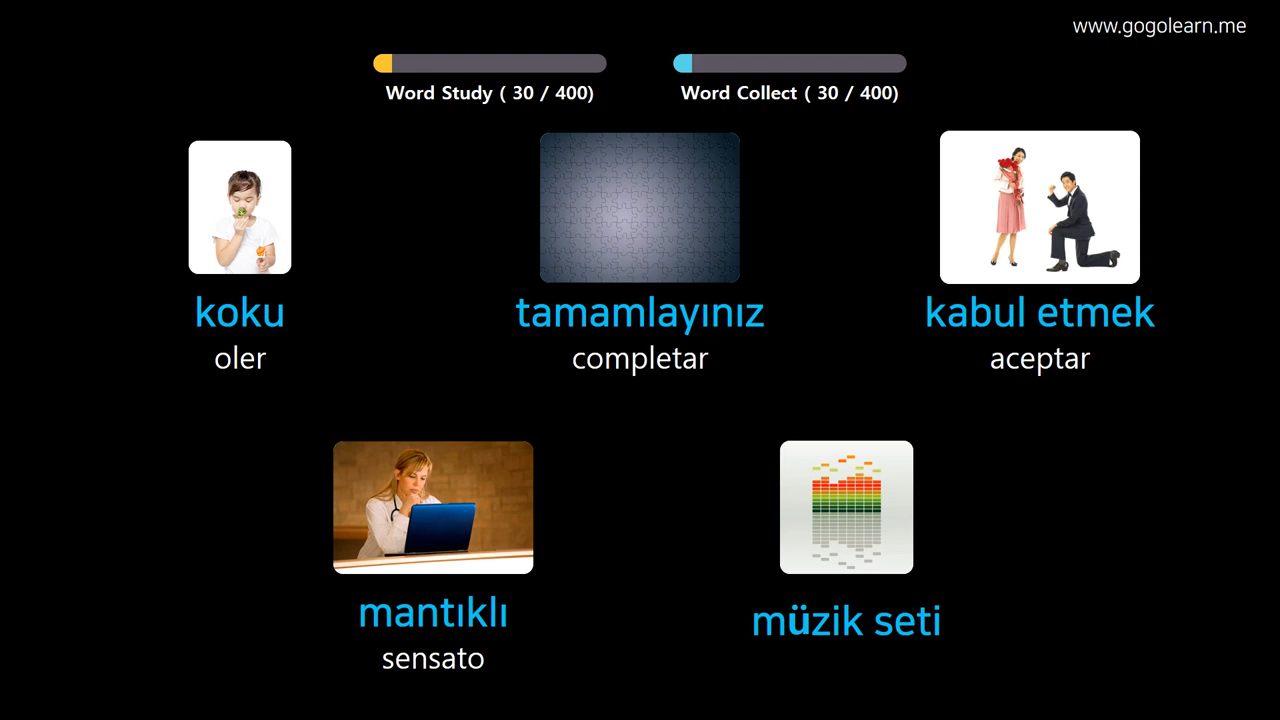 www.gogolearn.me
Word Study ( 30 / 400)
Word Collect ( 30 / 400)
koku
oler
tamamlayınız
completar
kabul etmek
aceptar
mantıklı
sensato
müzik seti